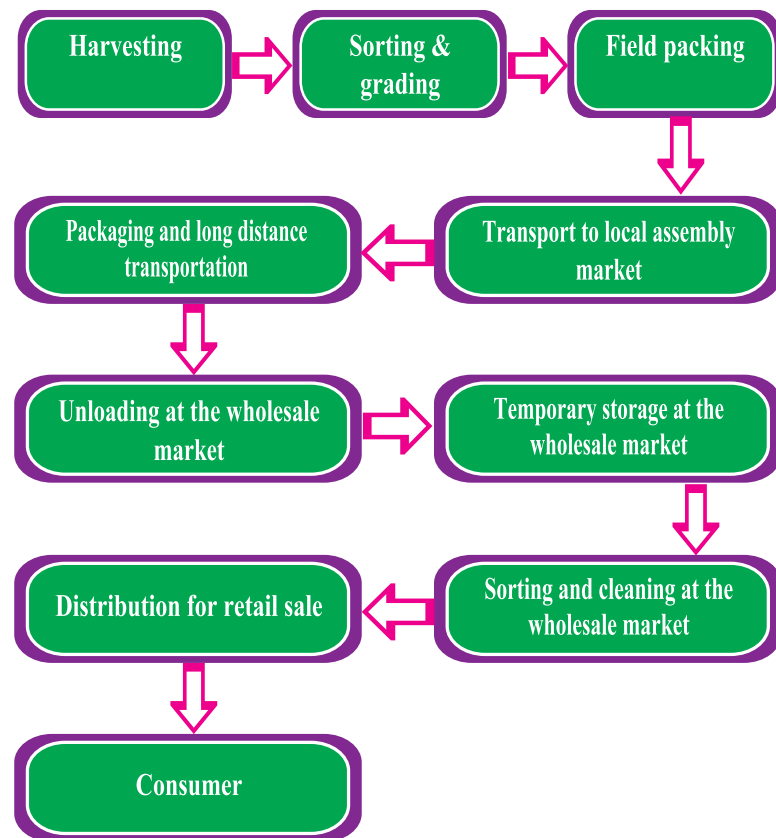 Harvesting
Sorting &
grading
Field packing
Transport to local assembly
market
Packaging and long distance
transportation
Unloading at the wholesale
market
Temporary storage at the
wholesale market
Sorting and cleaning at the
wholesale market
Distribution for retail sale
Consumer